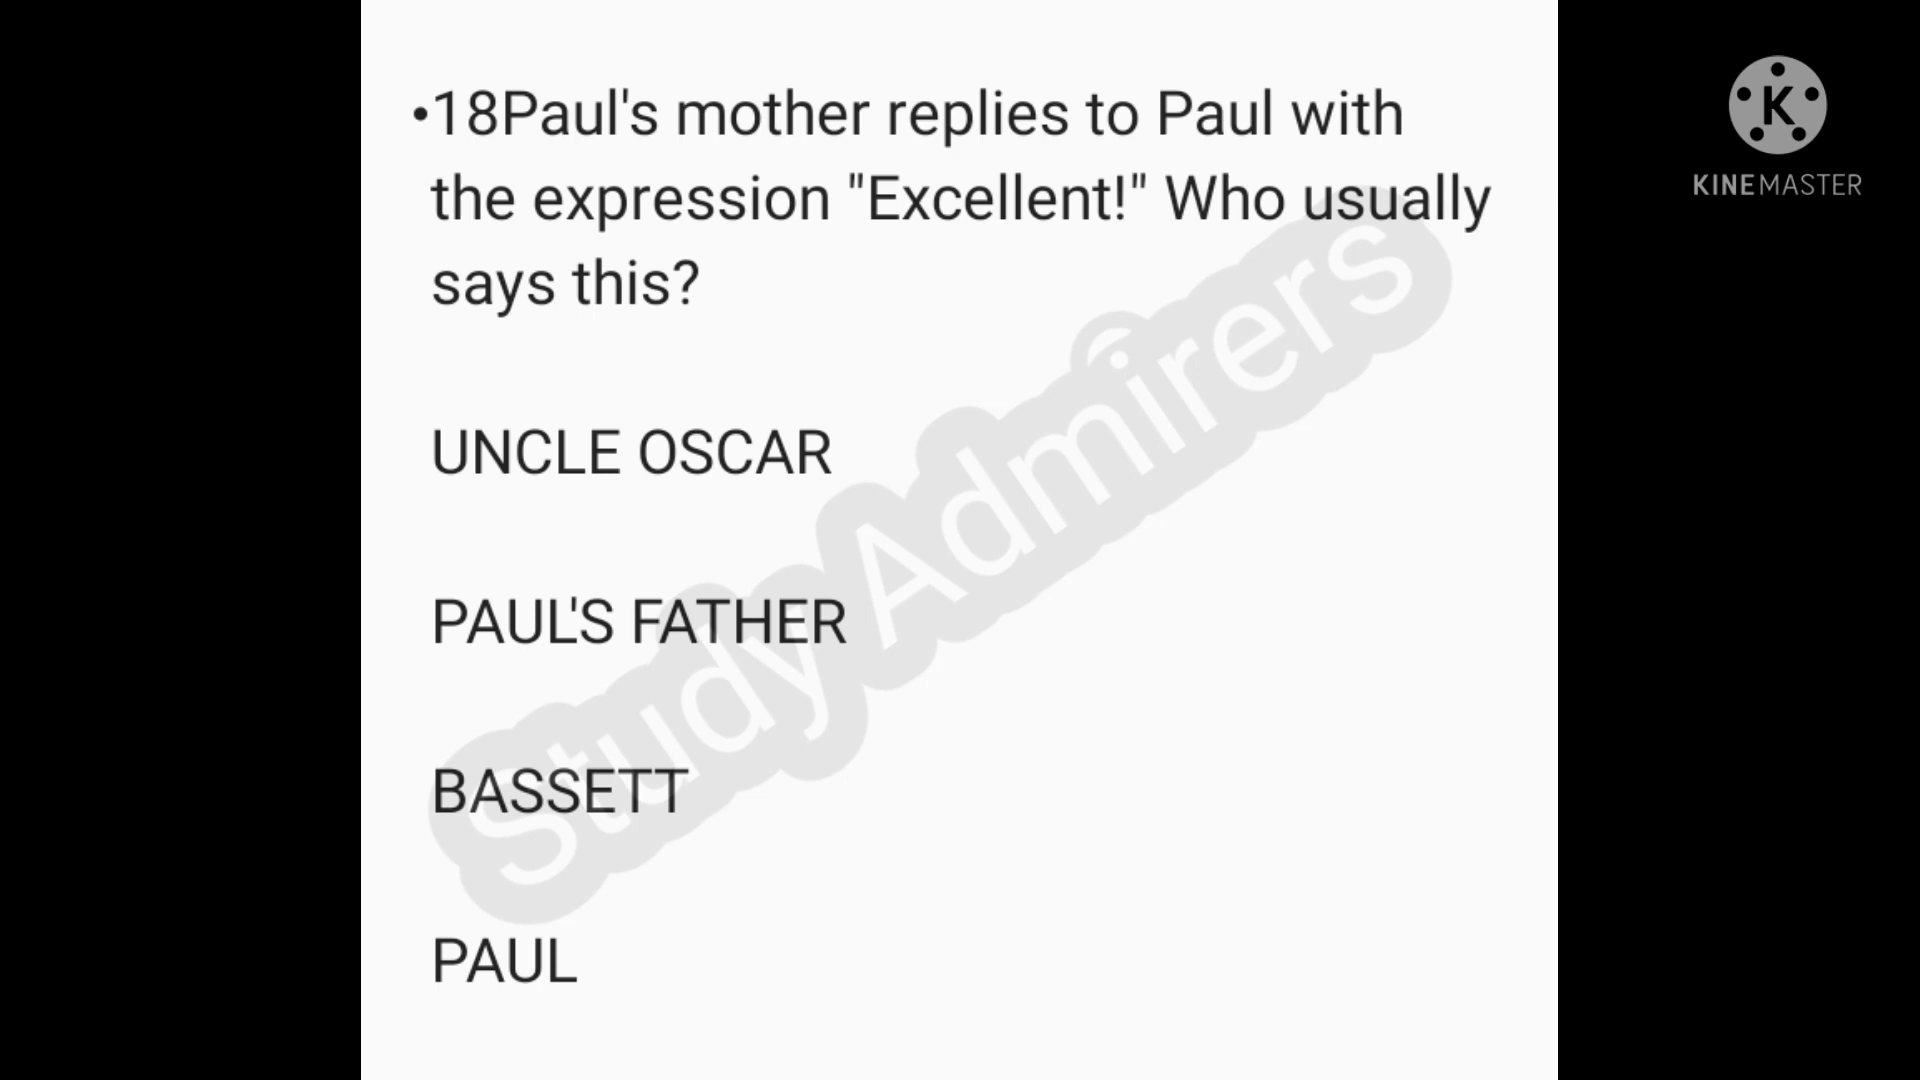 •18Paul's mother replies to Paul with
the expression "Excellent!" Who usually
says this?
UNCLE OSCAR
PAUL'S FATHER
BASSETT
PAUL
Study Admirers
K
KINEMASTER